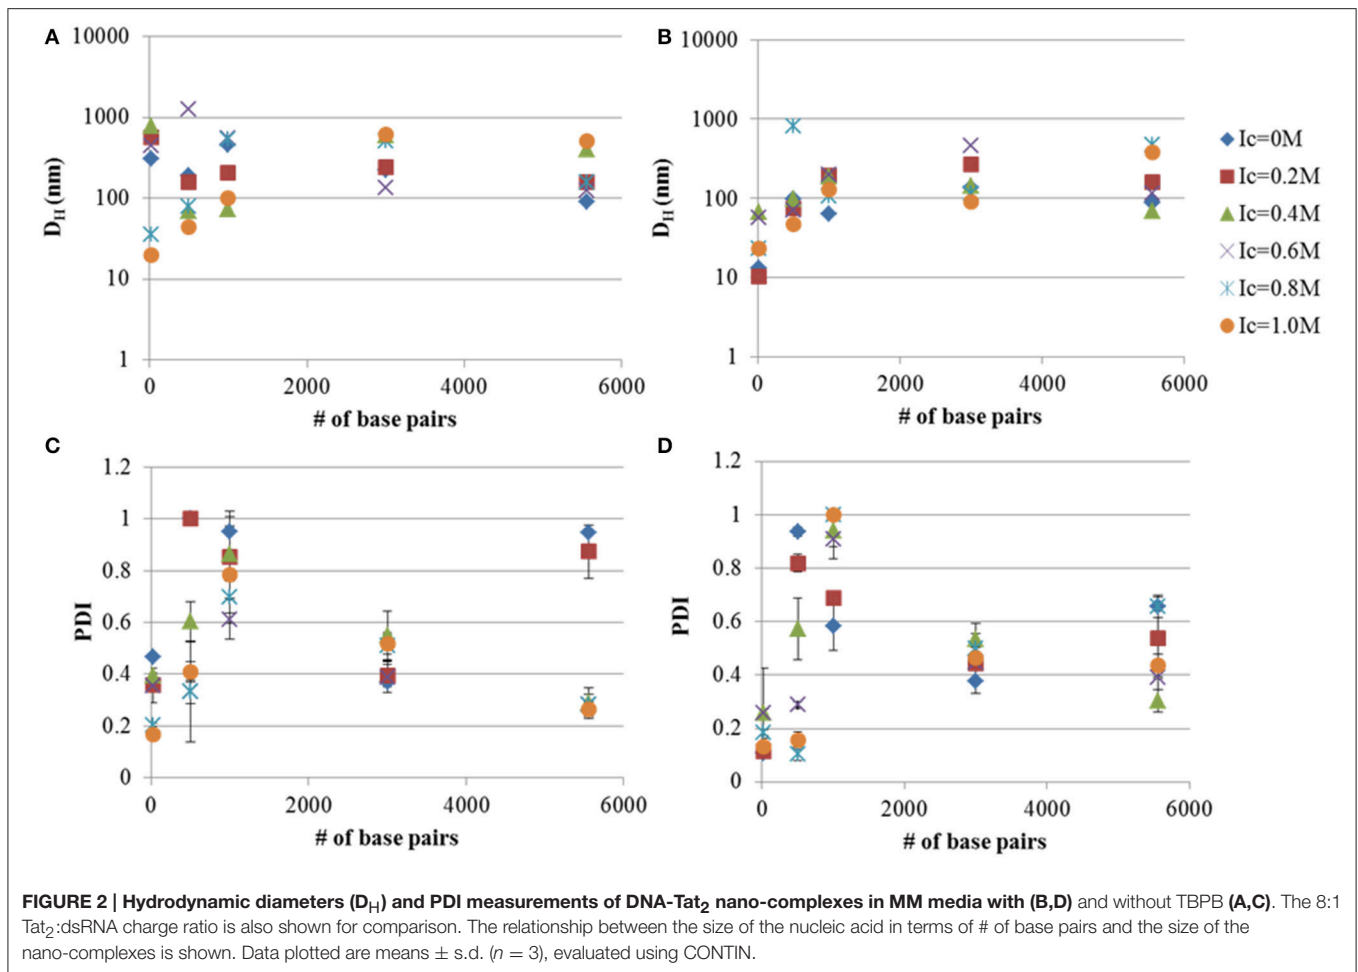 A
10000
1000
100
10
1
D_H (nm)
0 2000 4000 6000
# of base pairs
B
10000
1000
100
10
1
D_H (nm)
0 2000 4000 6000
# of base pairs
Ic=0M
Ic=0.2M
Ic=0.4M
Ic=0.6M
Ic=0.8M
Ic=1.0M
C
1.2
1
0.8
0.6
0.4
0.2
0
PDI
0 2000 4000 6000
# of base pairs
D
1.2
1
0.8
0.6
0.4
0.2
0
PDI
0 2000 4000 6000
# of base pairs
FIGURE 2 | Hydrodynamic diameters (D_H) and PDI measurements of DNA-Tat₂ nano-complexes in MM media with (B,D) and without TBPB (A,C). The 8:1
Tat₂:dsRNA charge ratio is also shown for comparison. The relationship between the size of the nucleic acid in terms of # of base pairs and the size of the
nano-complexes is shown. Data plotted are means ± s.d. (n = 3), evaluated using CONTIN.